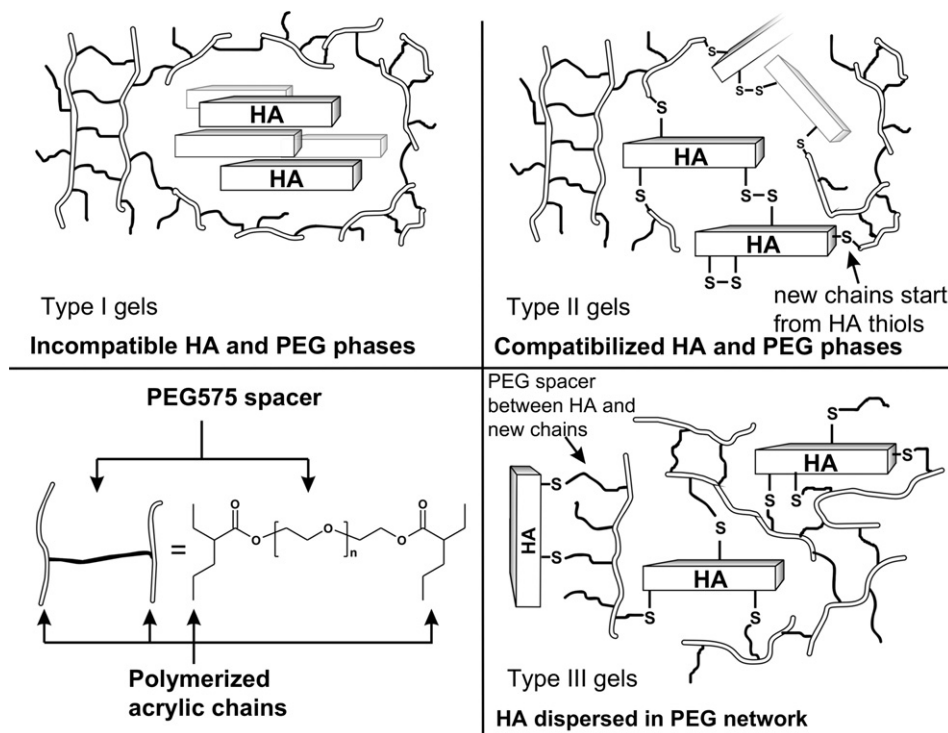 HA
HA
Type I gels
Incompatible HA and PEG phases
S
S
S-S
S
HA
S
S-S
HA
S
S-S
new chains start
from HA thiols
Type II gels
Compatibilized HA and PEG phases
PEG575 spacer
=
O
O
O
n
O
O
Polymerized
acrylic chains
PEG spacer
between HA and
new chains
HA
S
S
S
HA
S
S
S
S
HA
S
S
Type III gels
HA dispersed in PEG network